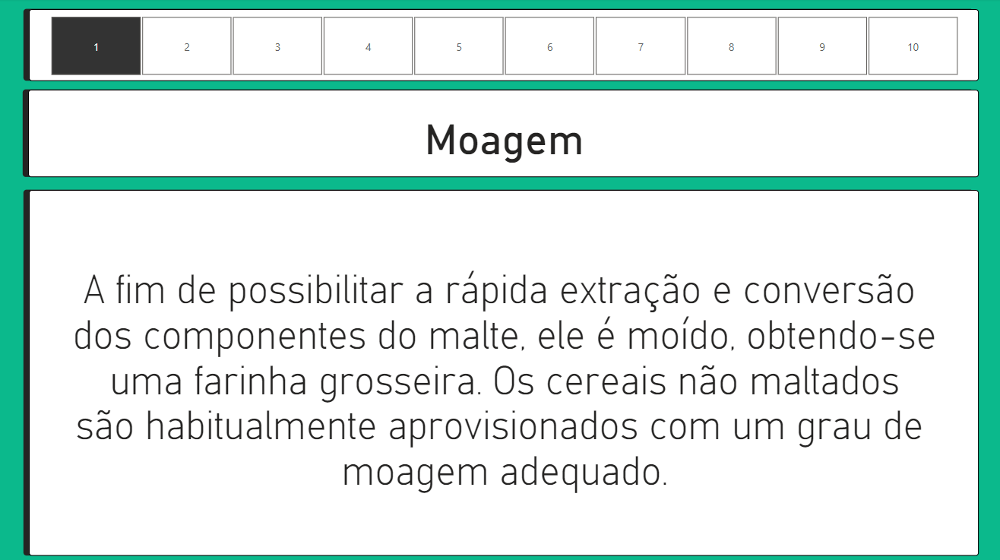 1 2 3 4 5 6 7 8 9 10
Moagem
A fim de possibilitar a rápida extração e conversão
dos componentes do malte, ele é moído, obtendo-se
uma farinha grosseira. Os cereais não maltados
são habitualmente aprovisionados com um grau de
moagem adequado.